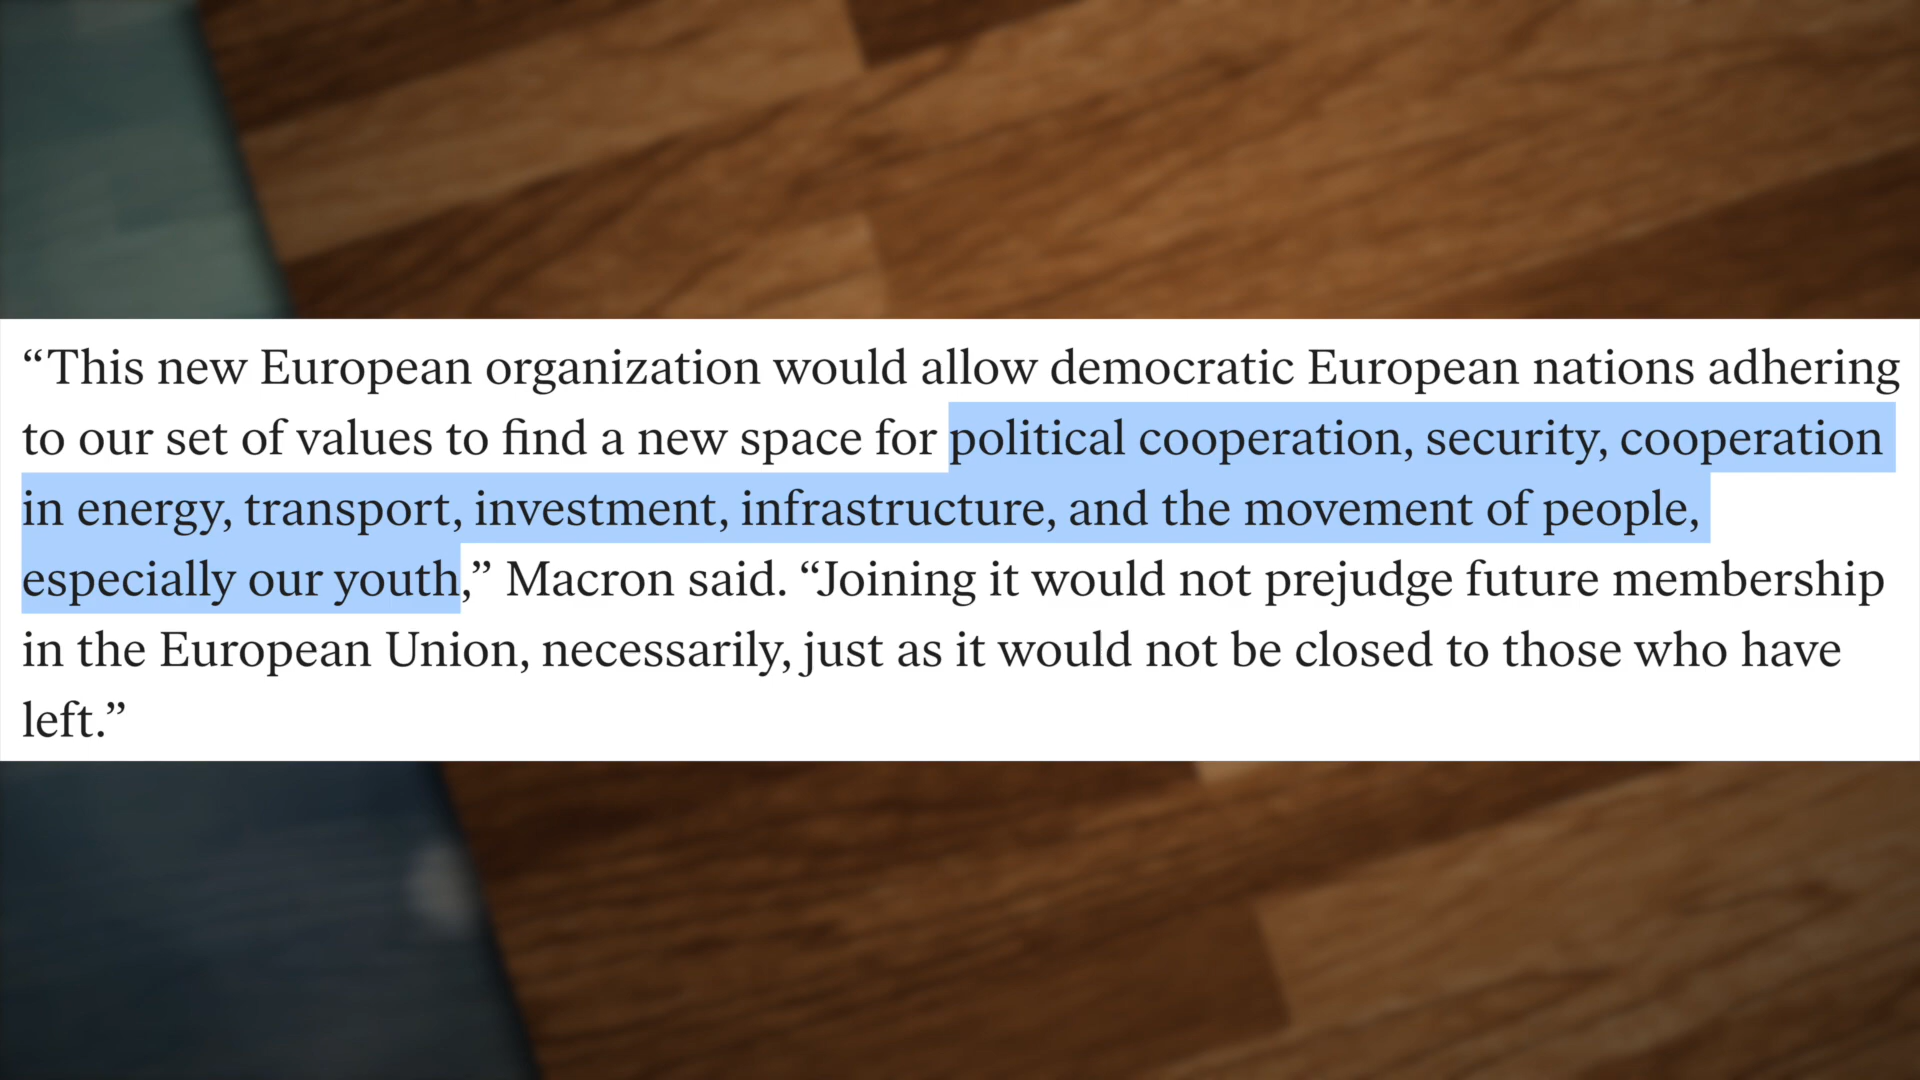 “This new European organization would allow democratic European nations adhering
to our set of values to find a new space for political cooperation, security, cooperation
in energy, transport, investment, infrastructure, and the movement of people,
especially our youth,” Macron said. “Joining it would not prejudge future membership
in the European Union, necessarily, just as it would not be closed to those who have
left.”